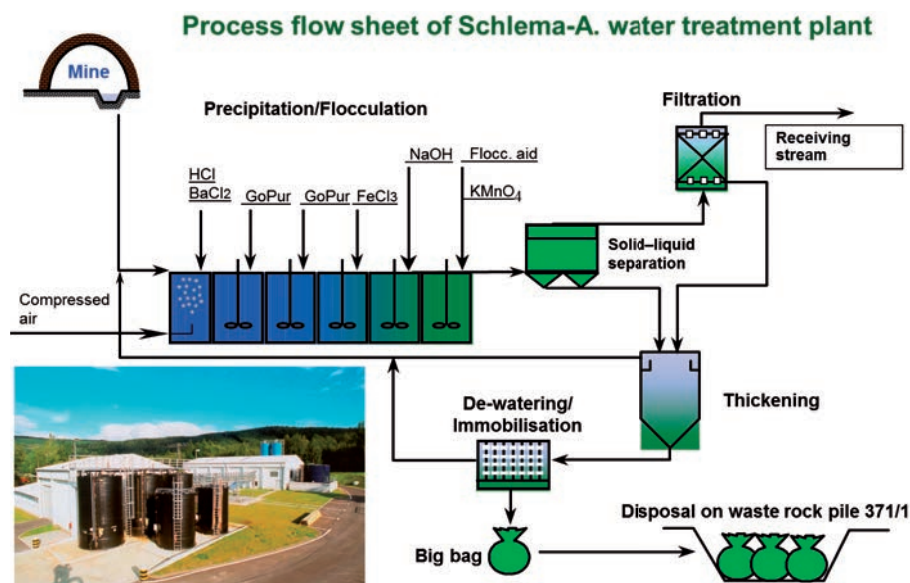 Process flow sheet of Schlema-A. water treatment plant
Mine
Precipitation/Flocculation
Filtration
Receiving
stream
HCl
BaCl2
GoPur
GoPur
FeCl3
NaOH
Flocc. aid
KMnO4
Solid–liquid
separation
Compressed
air
Thickening
De-watering/
Immobilisation
Disposal on waste rock pile 371/1
Big bag